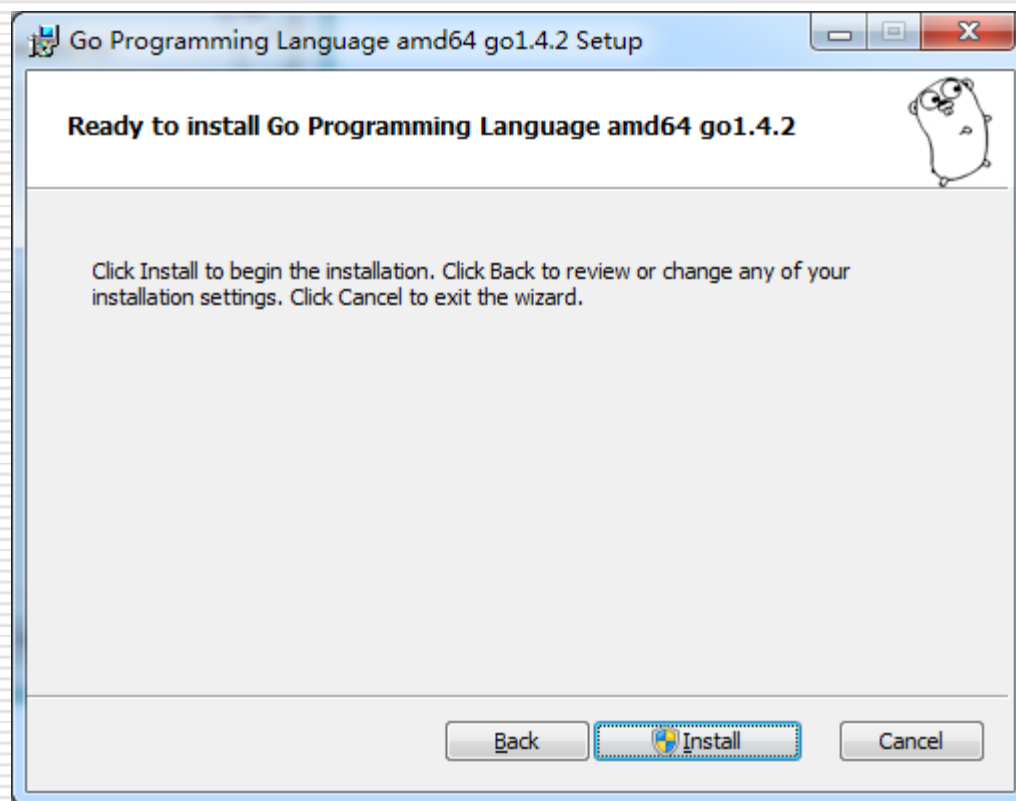 Go Programming Language amd64 go1.4.2 Setup
Ready to install Go Programming Language amd64 go1.4.2
Click Install to begin the installation. Click Back to review or change any of your
installation settings. Click Cancel to exit the wizard.
Back
Install
Cancel